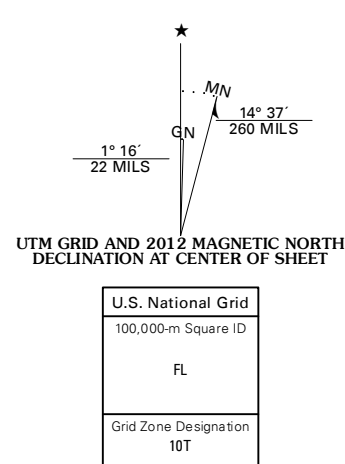 ★
MN
14° 37´
260 MILS
GN
1° 16´
22 MILS
UTM GRID AND 2012 MAGNETIC NORTH
DECLINATION AT CENTER OF SHEET
U.S. National Grid
100,000-m Square ID
FL
Grid Zone Designation
10T